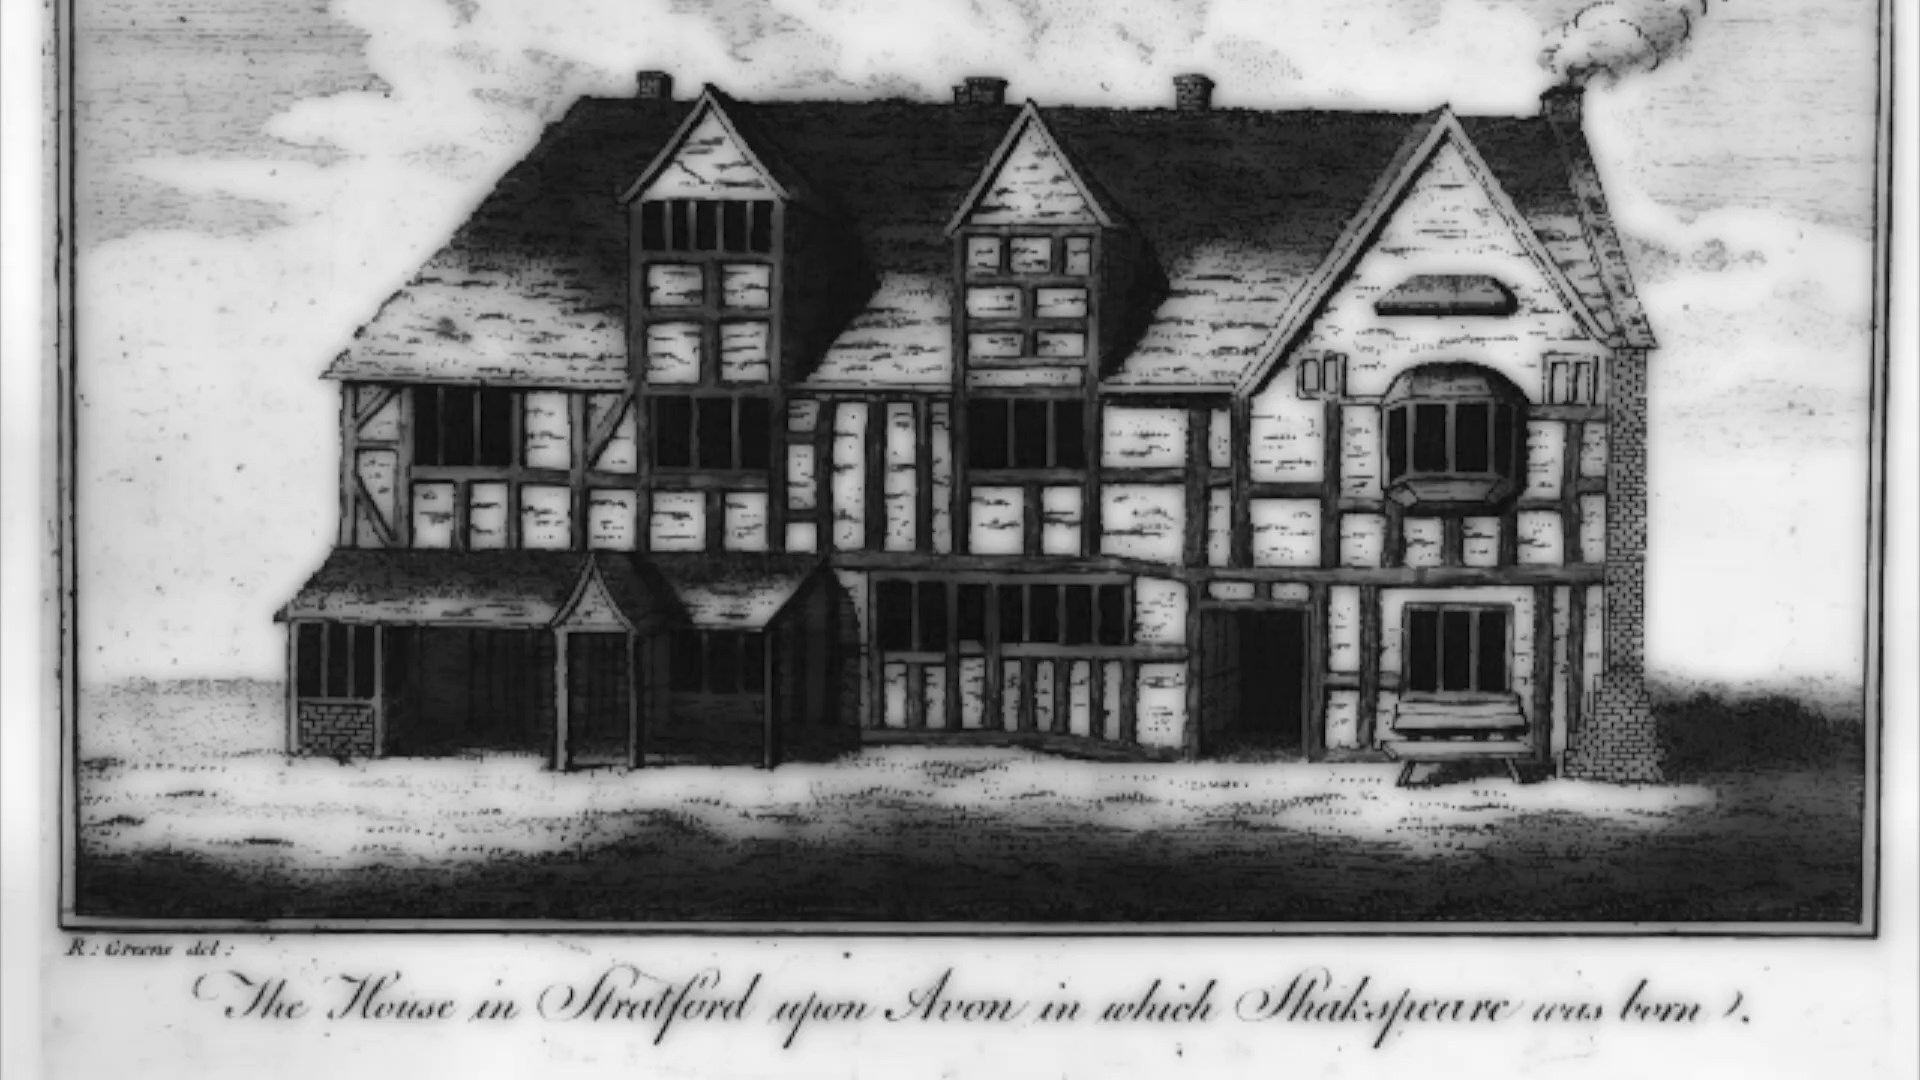 R: Greene del:
The House in Stratford upon Avon in which Shakspeare was born.